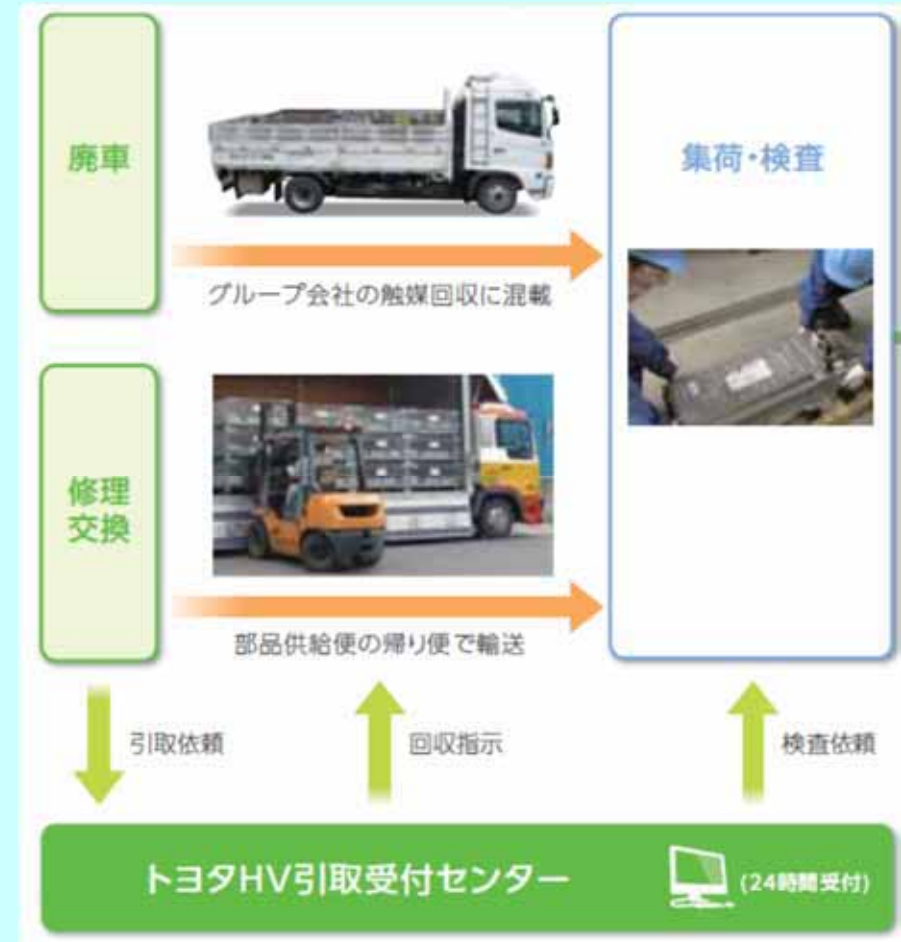 廃車
集荷・検査
グループ会社の触媒回収に混載
修理
交換
部品供給便の帰り便で輸送
引取依頼
回収指示
検査依頼
トヨタHV引取受付センター
(24時間受付)